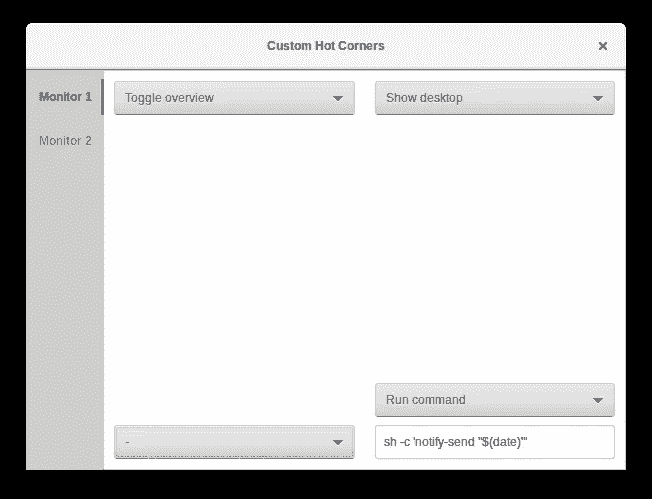 Custom Hot Corners
Monitor 1
Toggle overview
Show desktop
Monitor 2
Run command
-
sh -c 'notify-send "$(date)"'